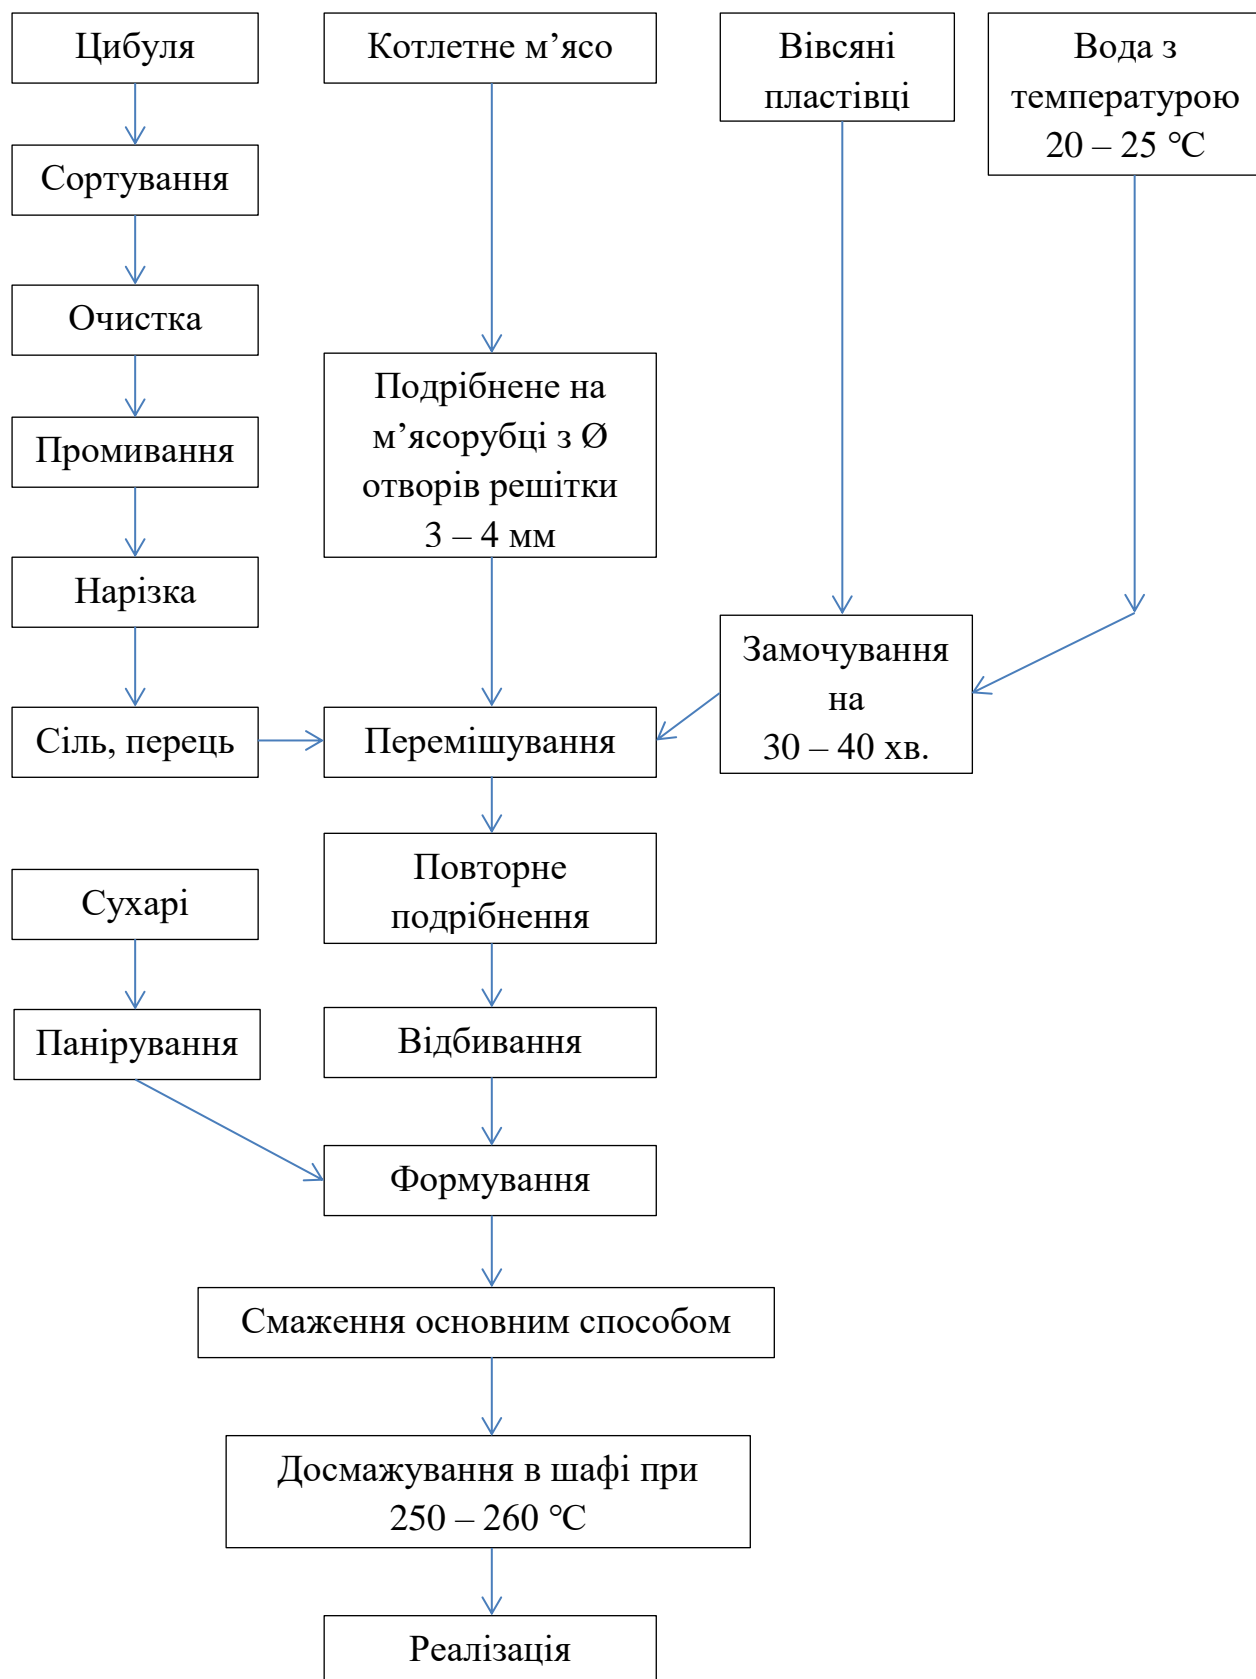 Цибуля
Котлетне м’ясо
Вівсяні
пластівці
Вода з
температурою
20 – 25 ℃
Сортування
Очистка
Промивання
Нарізка
Сіль, перець
Подрібнене на
м’ясорубці з Ø
отворів решітки
3 – 4 мм
Замочування
на
30 – 40 хв.
Перемішування
Повторне
подрібнення
Сухарі
Панірування
Відбивання
Формування
Смаження основним способом
Досмажування в шафі при
250 – 260 ℃
Реалізація